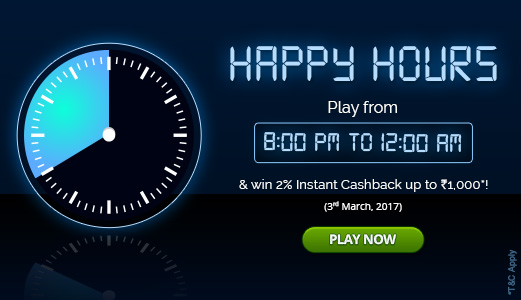 HAPPY HOURS
Play from
8:00 PM TO 12:00 AM
& win 2% Instant Cashback up to ₹1,000*!
(3rd March, 2017)
PLAY NOW
*T&C Apply